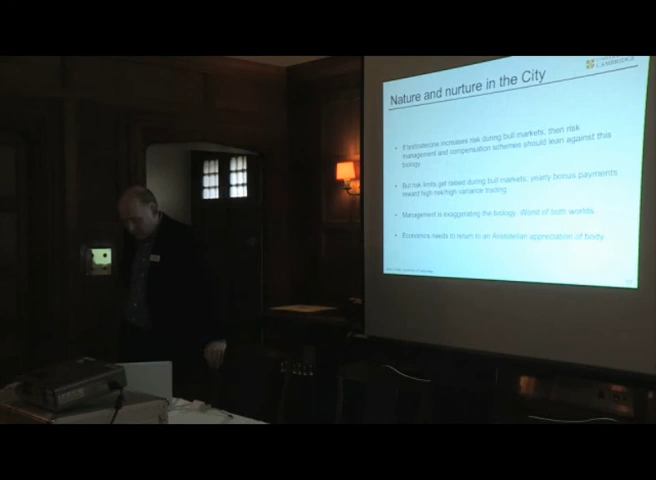 CAMBRIDGE
Nature and nurture in the City
• If testosterone increases risk during bull markets, then risk
management and compensation schemes should lean against this
biology.
• But risk limits get raised during bull markets; yearly bonus payments
reward high risk/high variance trading
• Management is exaggerating the biology. Worst of both worlds.
• Economics needs to return to an Aristotelian appreciation of body.